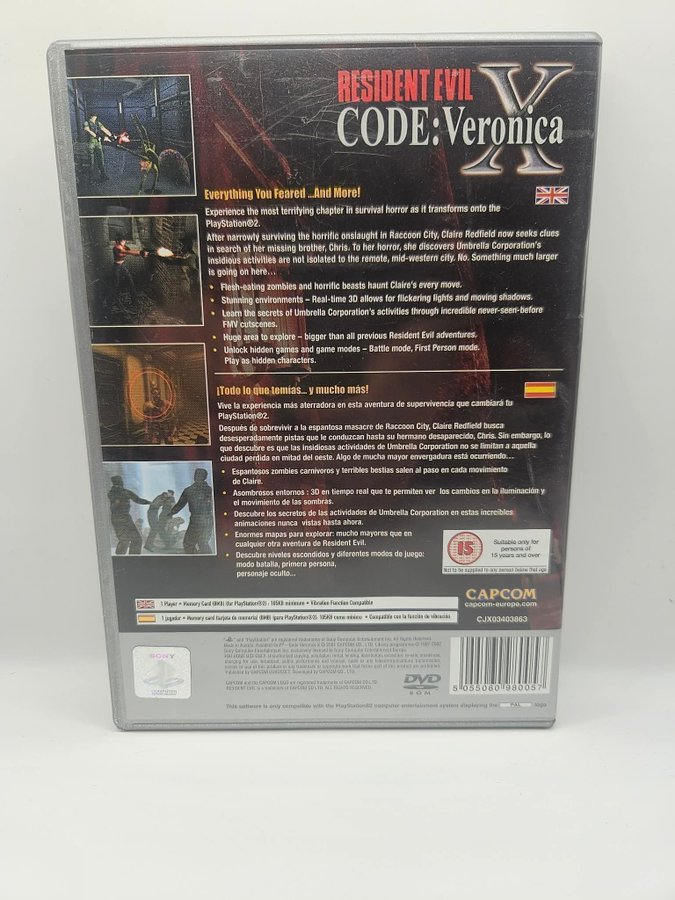 RESIDENT EVIL
X
CODE: Veronica
Everything You Feared ...And More!
Experience the most terrifying chapter in survival horror as it transforms onto the
PlayStation®2.
After narrowly surviving the horrific onslaught in Raccoon City, Claire Redfield now seeks clues
in search of her missing brother, Chris. To her horror, she discovers Umbrella Corporation's
insidious activities are not isolated to the remote, mid-western city. No. Something much larger
is going on here...
• Flesh-eating zombies and horrific beasts haunt Claire's every move.
• Stunning environments – Real-time 3D allows for flickering lights and moving shadows.
• Learn the secrets of Umbrella Corporation's activities through incredible never-seen-before
FMV cutscenes.
• Huge area to explore – bigger than all previous Resident Evil adventures.
• Unlock hidden games and game modes – Battle mode, First Person mode.
Play as hidden characters.
¡Todo lo que temías... y mucho más!
Vive la experiencia más aterradora en esta aventura de supervivencia que cambiará tu
PlayStation®2.
Después de sobrevivir a la espantosa masacre de Raccoon City, Claire Redfield busca
desesperadamente pistas que le conduzcan hasta su hermano desaparecido, Chris. Sin embargo, lo
que descubre es que las insidiosas actividades de Umbrella Corporation no se limitan a aquella
ciudad perdida en mitad del oeste. Algo de mucha mayor envergadura está ocurriendo...
• Espantosos zombies carnívoros y terribles bestias salen al paso en cada movimiento
de Claire.
• Asombrosos entornos : 3D en tiempo real que te permiten ver los cambios en la iluminación y
el movimiento de las sombras.
• Descubre los secretos de las actividades de Umbrella Corporation en estas increíbles
animaciones nunca vistas hasta ahora.
• Enormes mapas para explorar: mucho mayores que en
cualquier otra aventura de Resident Evil.
• Descubre niveles escondidos y diferentes modos de juego:
modo batalla, primera persona,
personaje oculto...
15
Suitable only for
persons of
15 years and over
Not to be supplied to any person below that age
CAPCOM
capcom-europe.com
CJX03403863
1 Player • Memory Card (8MB) (for PlayStation®2): 105KB minimum • Vibration Function Compatible
1 jugador • Memory card (tarjeta de memoria) (8MB) (para PlayStation®2): 105KB como mínimo • Compatible con la función de vibración.
SONY
DVD
ROM
5 055060 980057
This software is only compatible with the PlayStation®2 computer entertainment system displaying the PAL logo